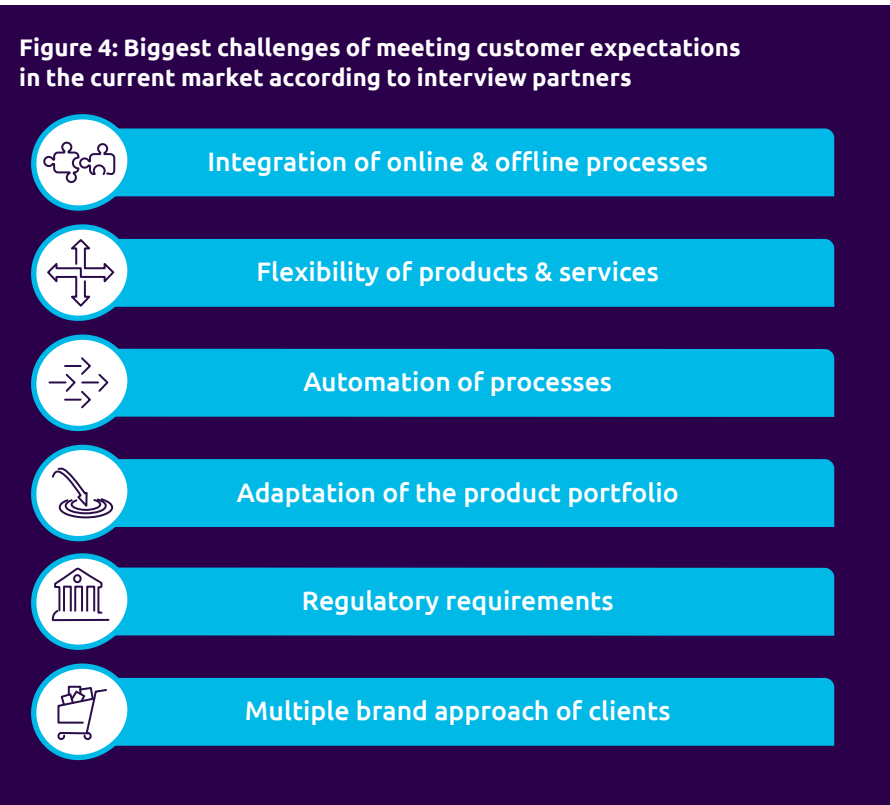 Figure 4: Biggest challenges of meeting customer expectations
in the current market according to interview partners
Integration of online & offline processes
Flexibility of products & services
Automation of processes
Adaptation of the product portfolio
Regulatory requirements
Multiple brand approach of clients